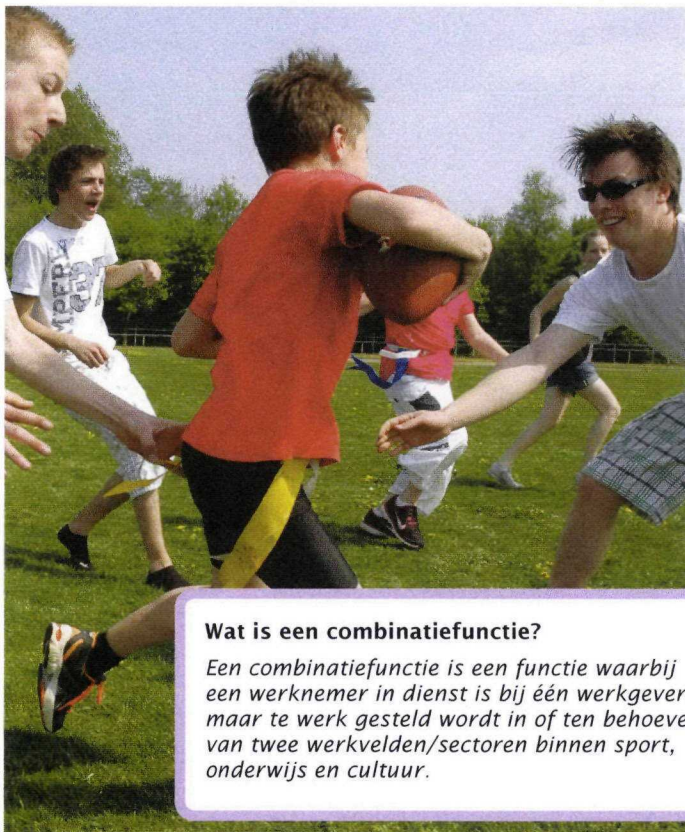 Wat is een combinatiefunctie?
Een combinatiefunctie is een functie waarbij
een werknemer in dienst is bij één werkgever
maar te werk gesteld wordt in of ten behoeve
van twee werkvelden/sectoren binnen sport,
onderwijs en cultuur.